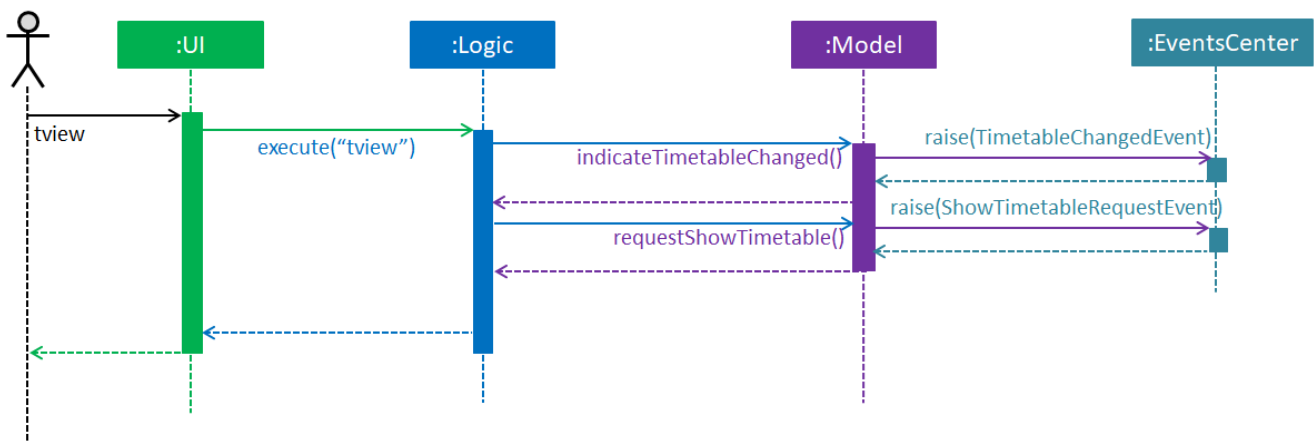 :UI
:Logic
:Model
:EventsCenter
tview
execute(“tview”)
indicateTimetableChanged()
raise(TimetableChangedEvent)
raise(ShowTimetableRequestEvent)
requestShowTimetable()